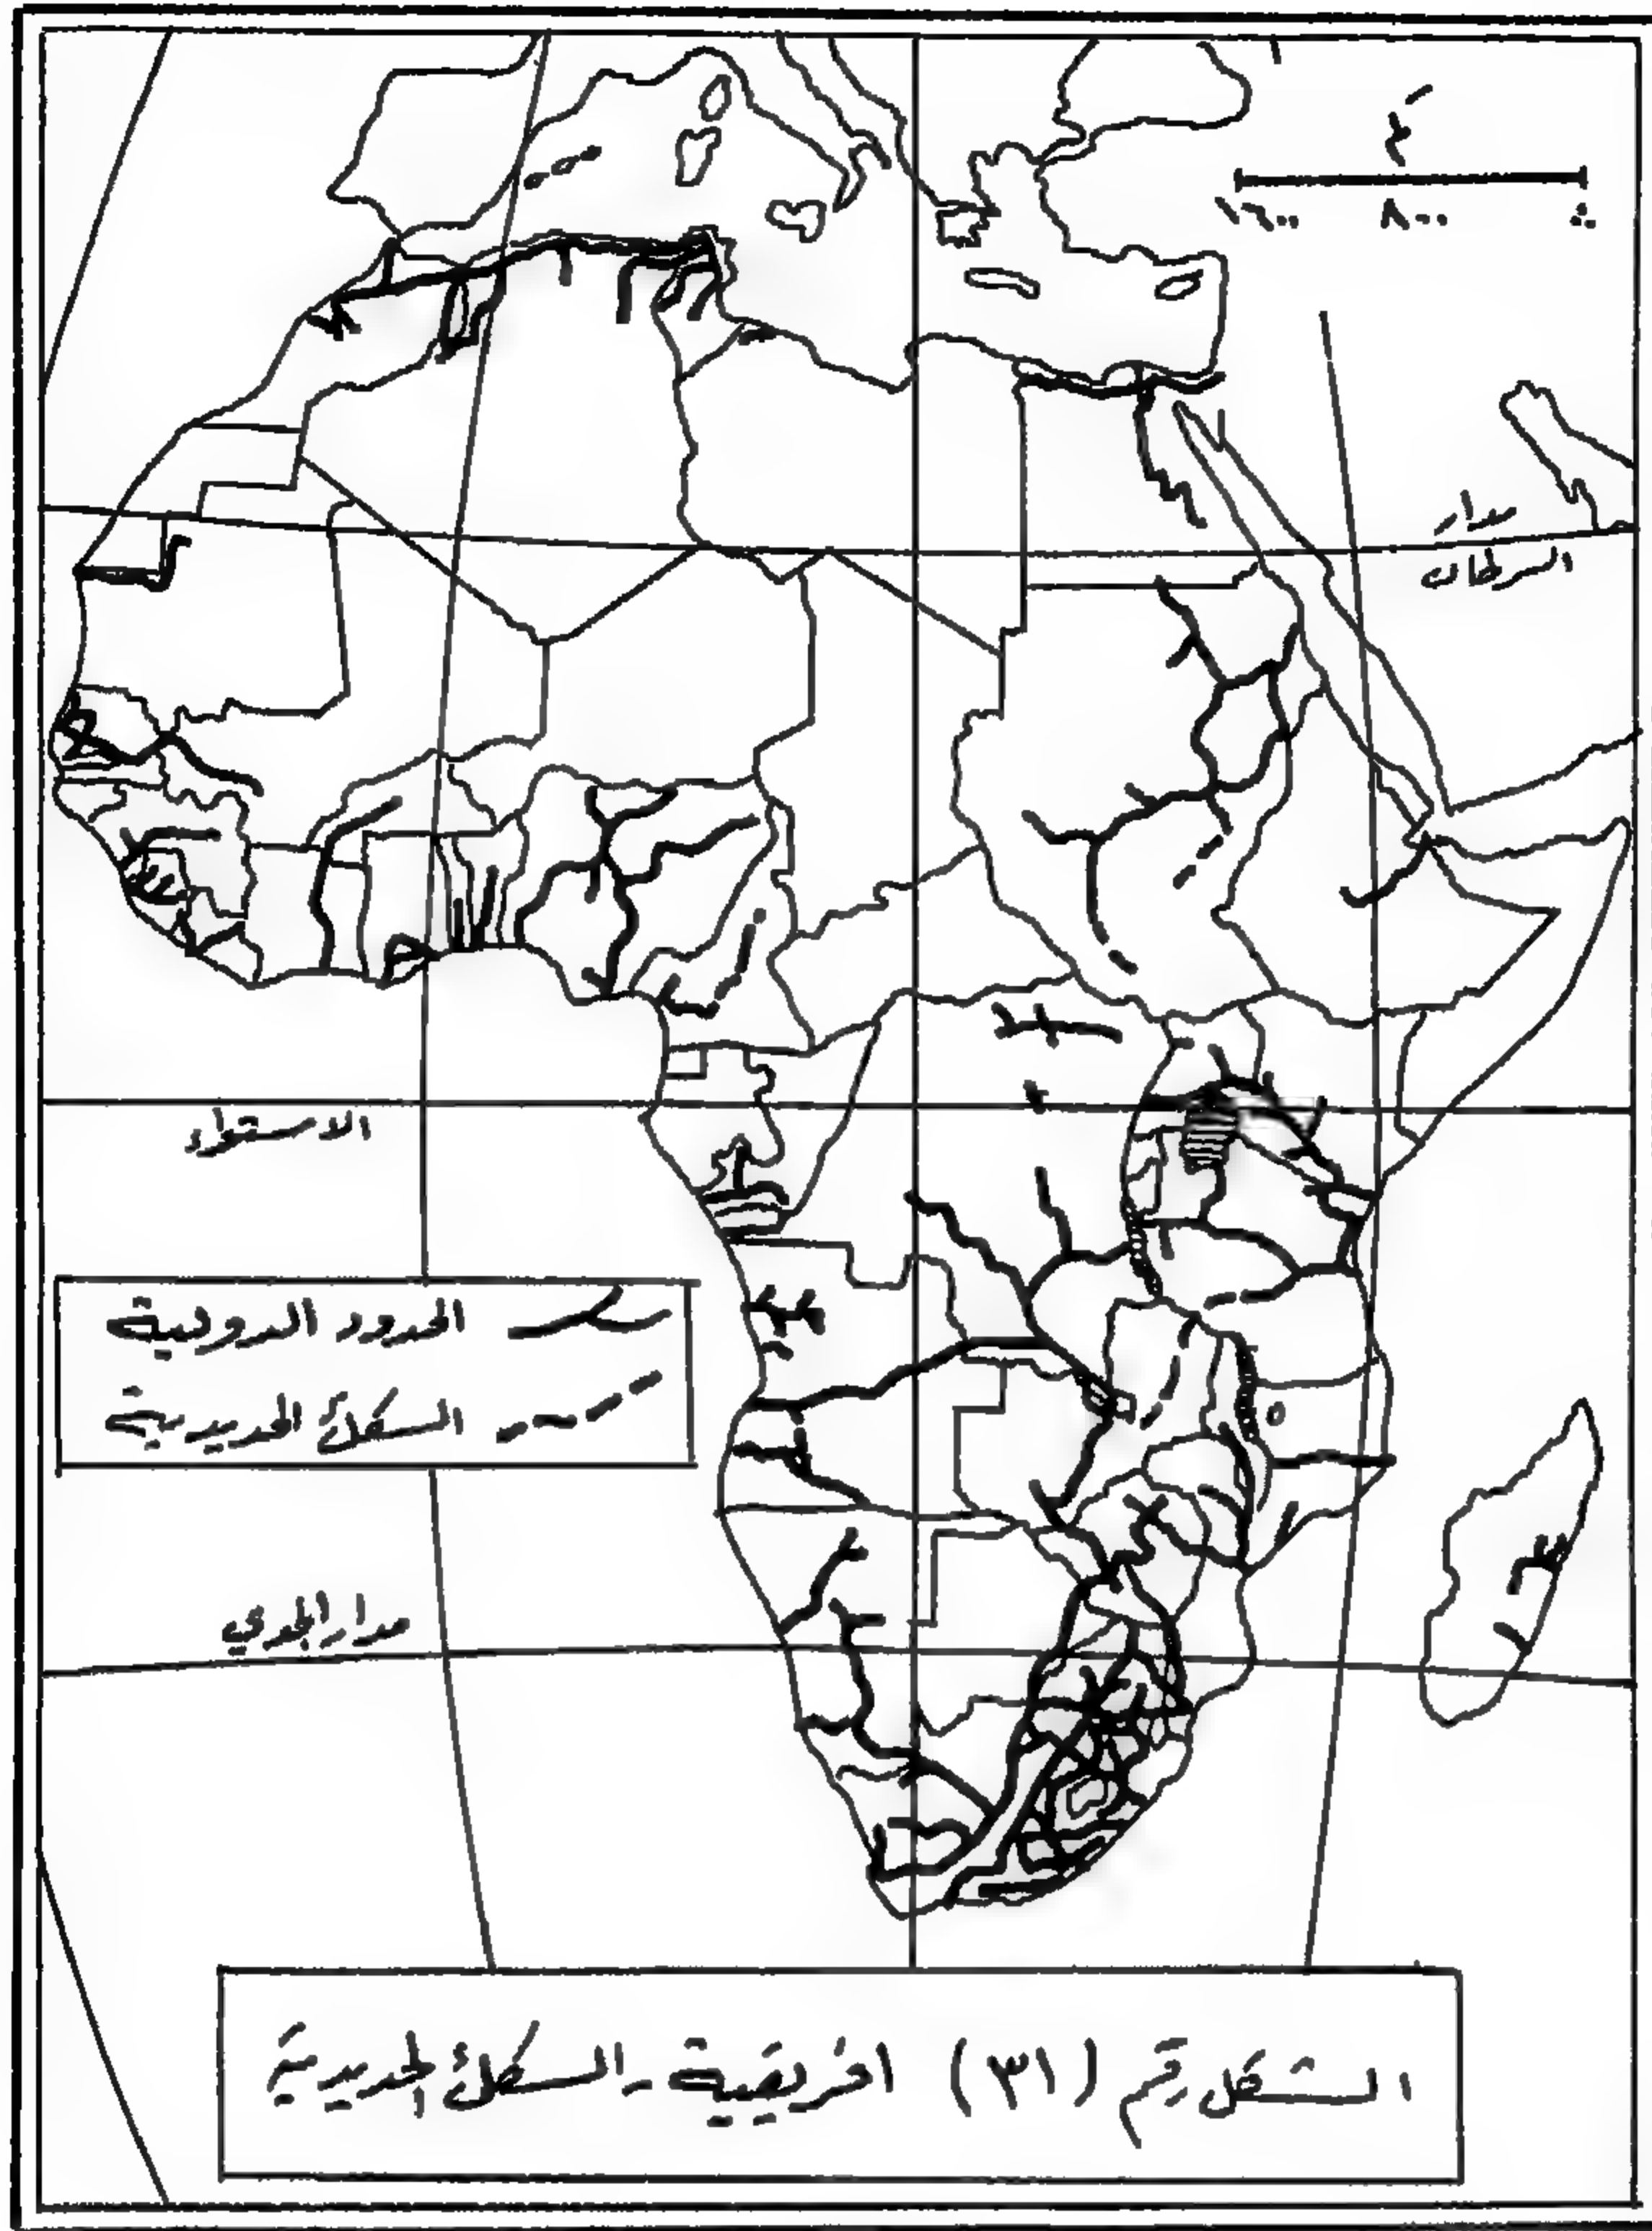 كم
١٦٠٠ ٨٠٠ ٠
مدار
السرطان
الاستواء
الحدود الدولية
السكك الحديدية
مدار الجدي
الشكل رقم (٣١) افريقية - السكك الحديدية